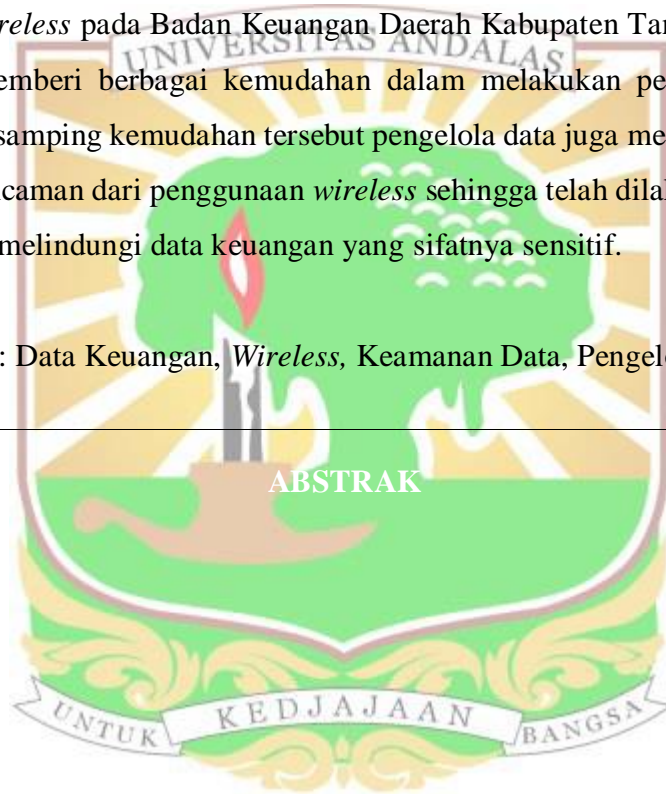 reless pada Badan Keuangan Daerah Kabupaten Tan
UNIVERSITAS ANDALAS
emberi berbagai kemudahan dalam melakukan pe
samping kemudahan tersebut pengelola data juga me
caman dari penggunaan wireless sehingga telah dila
melindungi data keuangan yang sifatnya sensitif.
: Data Keuangan, Wireless, Keamanan Data, Pengelo
ABSTRAK
UNTUK KEDJAJAAN BANGSA